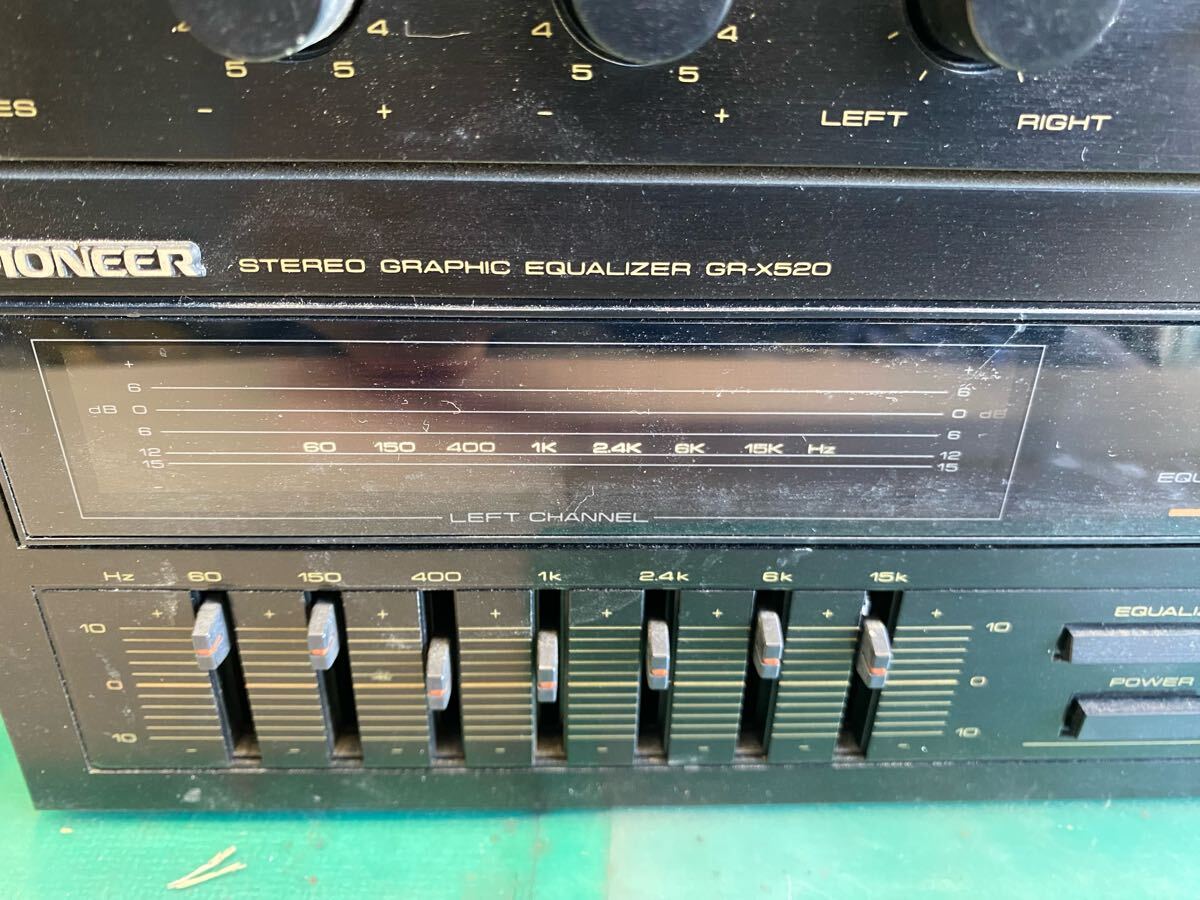 4 4 4 4
5 5 5 5
- + - + LEFT RIGHT
PIONEER STEREO GRAPHIC EQUALIZER GR-X520
+ +
6 6
dB 0 0 dB
6 6
60 150 400 1K 2.4K 6K 15K Hz
12 12
15 15
LEFT CHANNEL
Hz 60 150 400 1k 2.4k 6k 15k
+ + + + + + + +
10 10
0 0
10 10
- - - - - - - -
POWER